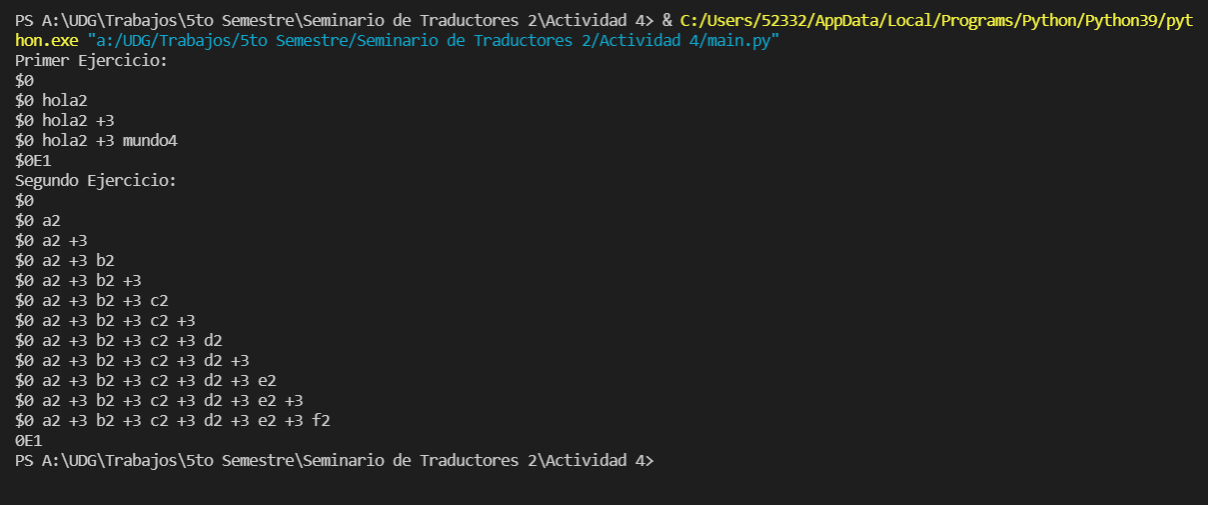 PS A:\UDG\Trabajos\5to Semestre\Seminario de Traductores 2\Actividad 4> & C:/Users/52332/AppData/Local/Programs/Python/Python39/pyt
hon.exe "a:/UDG/Trabajos/5to Semestre/Seminario de Traductores 2/Actividad 4/main.py"
Primer Ejercicio:
$0
$0 hola2
$0 hola2 +3
$0 hola2 +3 mundo4
$0E1
Segundo Ejercicio:
$0
$0 a2
$0 a2 +3
$0 a2 +3 b2
$0 a2 +3 b2 +3
$0 a2 +3 b2 +3 c2
$0 a2 +3 b2 +3 c2 +3
$0 a2 +3 b2 +3 c2 +3 d2
$0 a2 +3 b2 +3 c2 +3 d2 +3
$0 a2 +3 b2 +3 c2 +3 d2 +3 e2
$0 a2 +3 b2 +3 c2 +3 d2 +3 e2 +3
$0 a2 +3 b2 +3 c2 +3 d2 +3 e2 +3 f2
0E1
PS A:\UDG\Trabajos\5to Semestre\Seminario de Traductores 2\Actividad 4>